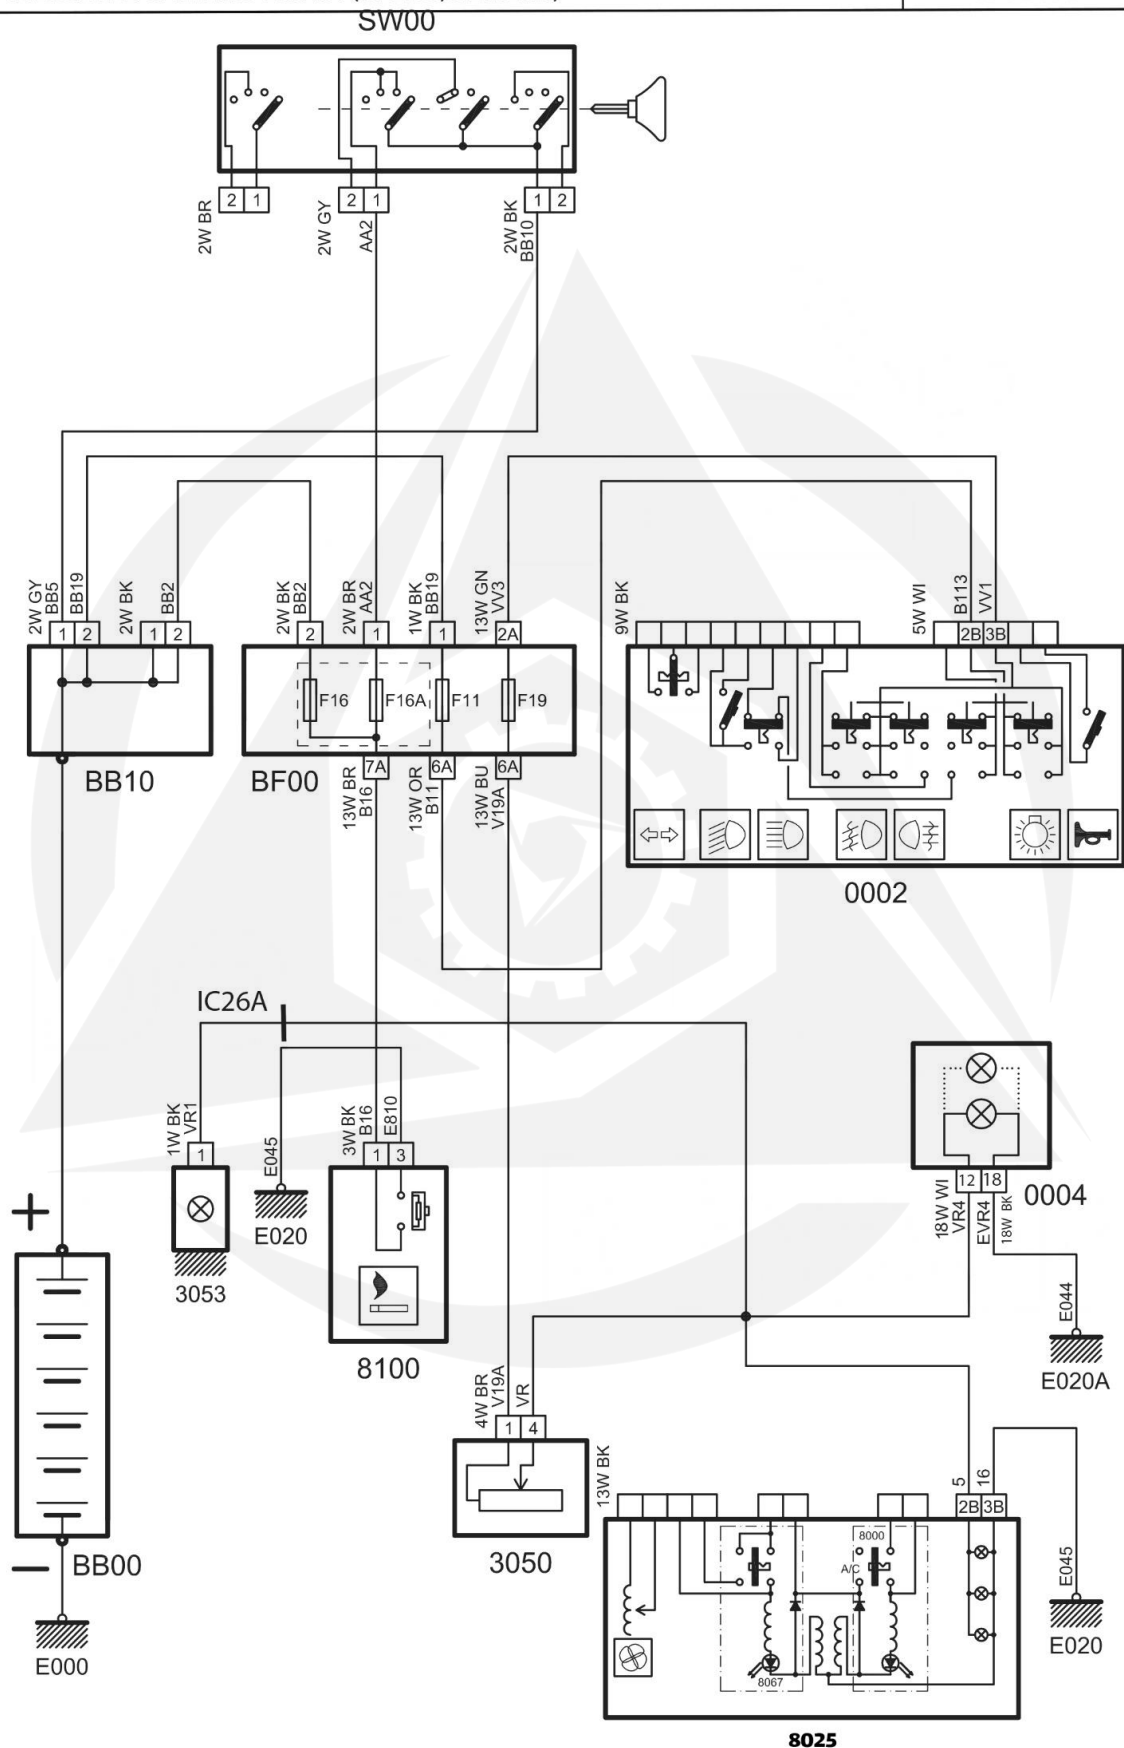 SW00
2 1
2 1
1 2
2W BR
2W GY
AA2
2W BK
BB10
2W GY
BB5
BB19
2W BK
BB2
2W BK
BB2
2W BR
AA2
1W BK
BB19
13W GN
VV3
9W BK
5W WI
B113
VV1
1 2
1 2
2
1
1
2A
2B 3B
F16
F16A
F11
F19
BB10
BF00
7A
6A
6A
13W BR
B16
13W OR
B11
13W BU
V19A
0002
IC26A
1W BK
VR1
E045
3W BK
B16
E810
1
1 3
E020
3053
8100
12 18
0004
18W WI
VR4
EVR4
18W BK
E044
E020A
+
BB00
–
E000
4W BR
V19A
VR
1 4
3050
13W BK
5
16
2B 3B
8000
A/C
8067
E045
E020
8025